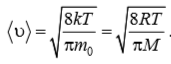 ⟨υ⟩ = √(8kT / πm₀) = √(8RT / πM) .